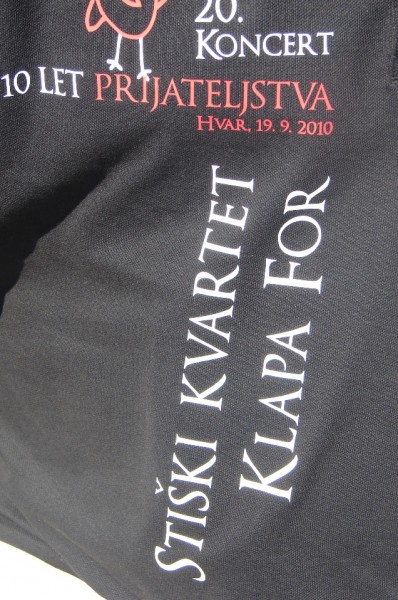 20.
KONCERT
10 LET PRIJATELJSTVA
HVAR, 19. 9. 2010
STIŠKI KVARTET
KLAPA FOR